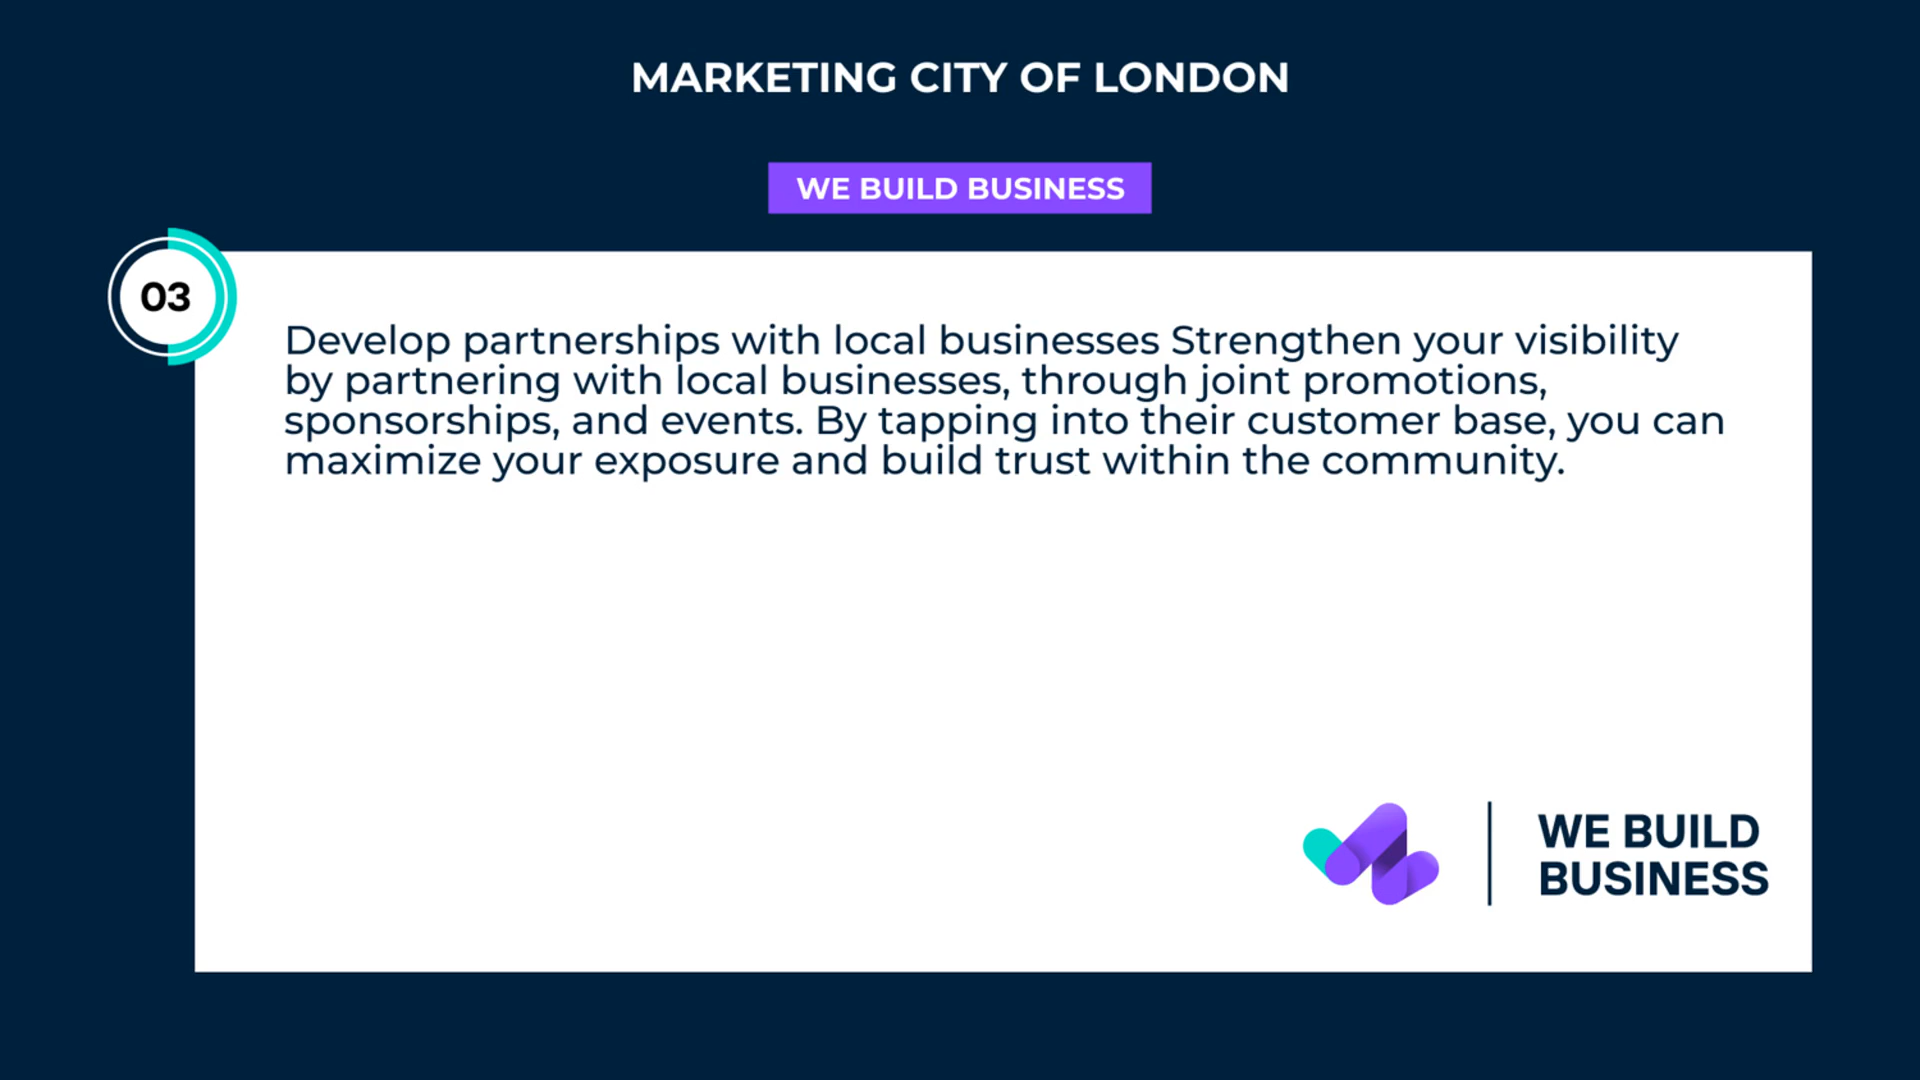 MARKETING CITY OF LONDON
WE BUILD BUSINESS
03
Develop partnerships with local businesses Strengthen your visibility
by partnering with local businesses, through joint promotions,
sponsorships, and events. By tapping into their customer base, you can
maximize your exposure and build trust within the community.
WE BUILD
BUSINESS